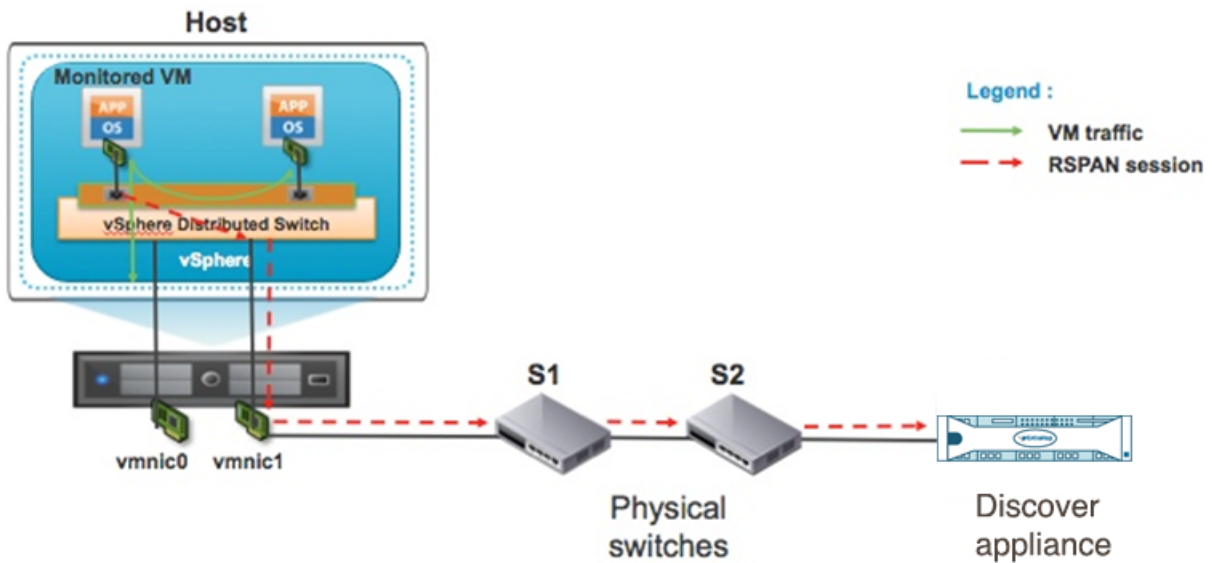 Host
Monitored VM
APP
OS
APP
OS
vSphere Distributed Switch
vSphere
Legend :
VM traffic
RSPAN session
S1
S2
vmnic0
vmnic1
Physical
switches
Discover
appliance